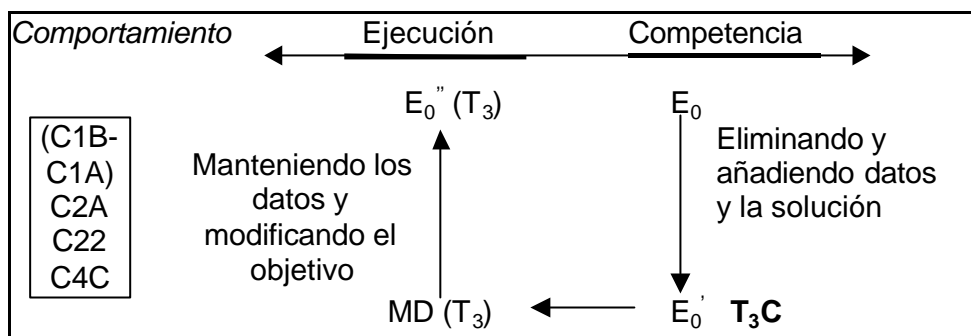 Comportamiento Ejecución Competencia
E₀’’ (T₃) E₀
(C1B-
C1A)
C2A
C22
C4C
Manteniendo los
datos y
modificando el
objetivo
Eliminando y
añadiendo datos
y la solución
MD (T₃) E₀’ T₃C